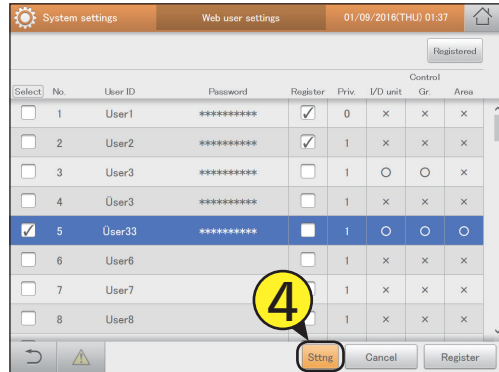 System settings Web user settings 01/09/2016(THU) 01:37
Registered
Control
Select No. User ID Password Register Priv. I/D unit Gr. Area
1 User1 ********** ✓ 0 × × ×
2 User2 ********** ✓ 1 × × ×
3 User3 ********** 1 ○ ○ ×
4 Üser3 ********** 1 × × ×
✓ 5 Üser33 ********** 1 ○ ○ ○
6 User6 1 × × ×
7 User7 1 × × ×
8 User8 1 × × ×
4
Sttng Cancel Register